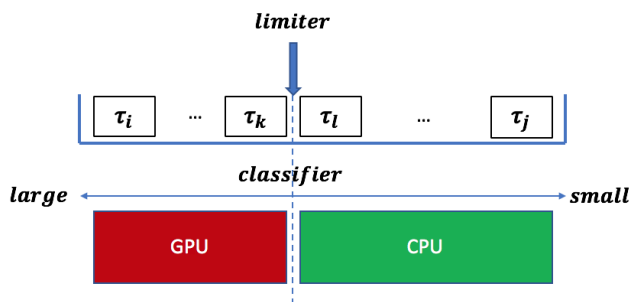 limiter
τᵢ ... τₖ τₗ ... τⱼ
classifier
large small
GPU CPU